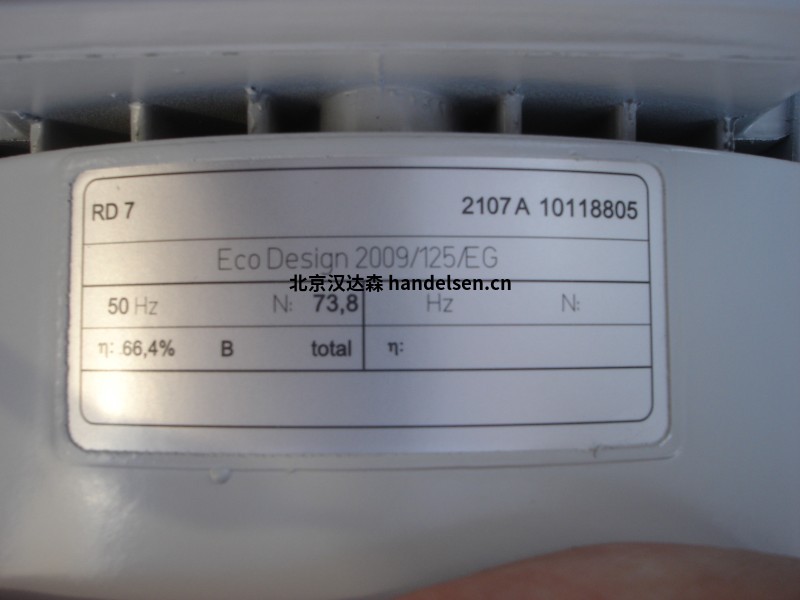 RD 7 2107 A 10118805
Eco Design 2009/125/EG
北京汉达森 handelsen.cn
50 Hz N: 73,8 Hz N:
η: 66,4% B total η: